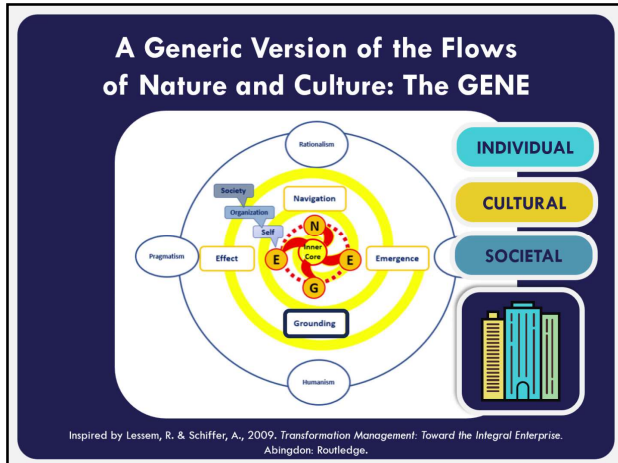 A Generic Version of the Flows
of Nature and Culture: The GENE
Rationalism
INDIVIDUAL
Society
Navigation
Organization
CULTURAL
Self
N
Pragmatism
Effect
E
Inner
Core
E
Emergence
SOCIETAL
G
Grounding
Humanism
Inspired by Lessem, R. & Schiffer, A., 2009. Transformation Management: Toward the Integral Enterprise.
Abingdon: Routledge.